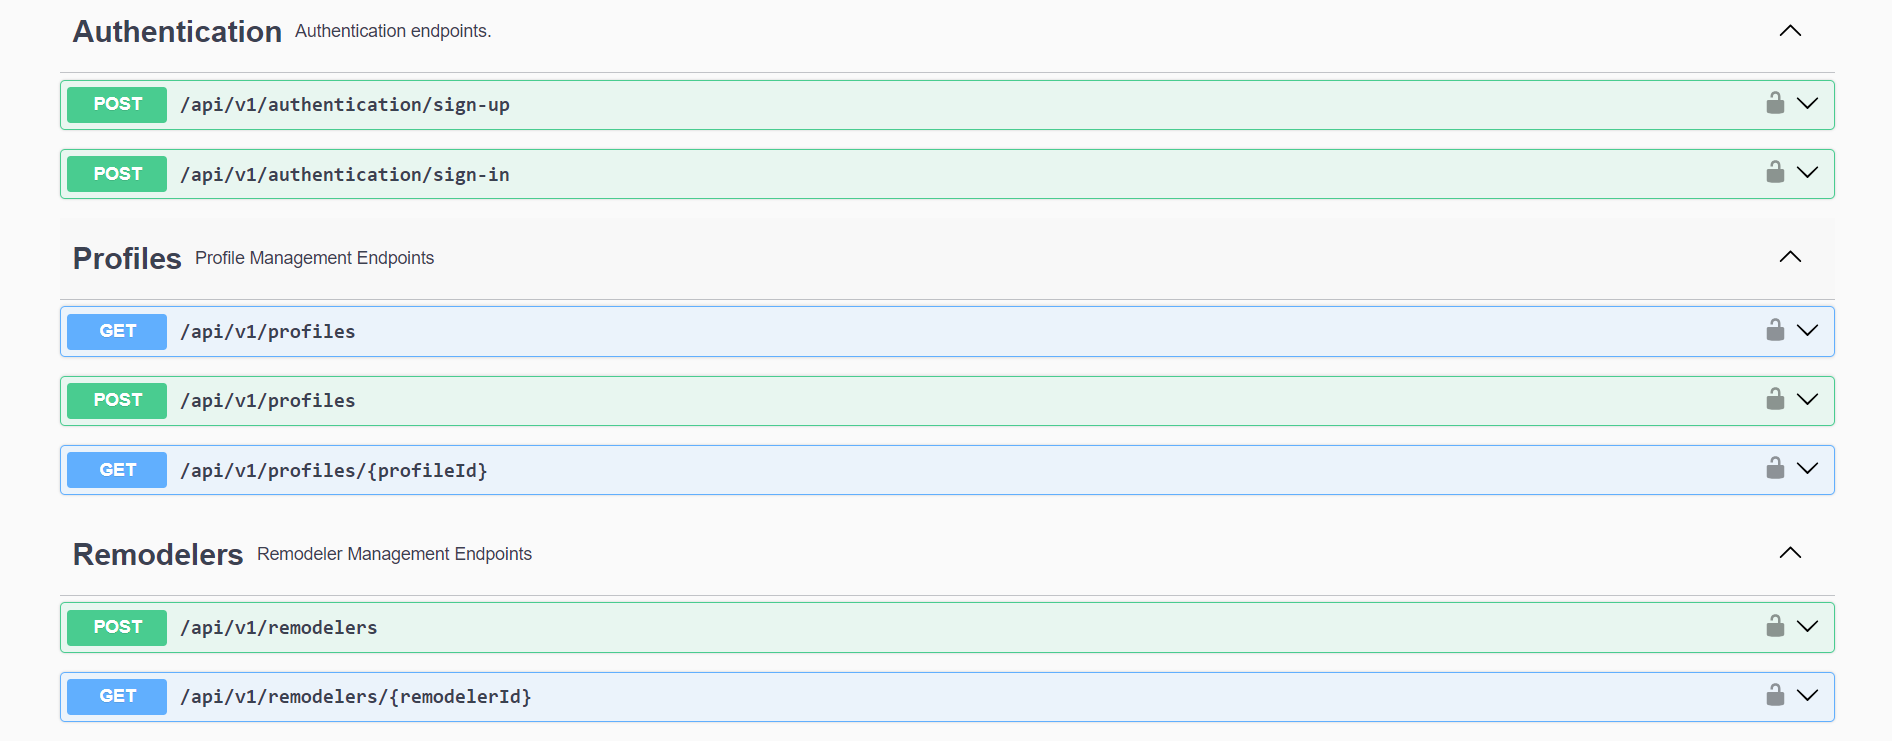 Authentication Authentication endpoints.
POST /api/v1/authentication/sign-up
POST /api/v1/authentication/sign-in
Profiles Profile Management Endpoints
GET /api/v1/profiles
POST /api/v1/profiles
GET /api/v1/profiles/{profileId}
Remodelers Remodeler Management Endpoints
POST /api/v1/remodelers
GET /api/v1/remodelers/{remodelerId}